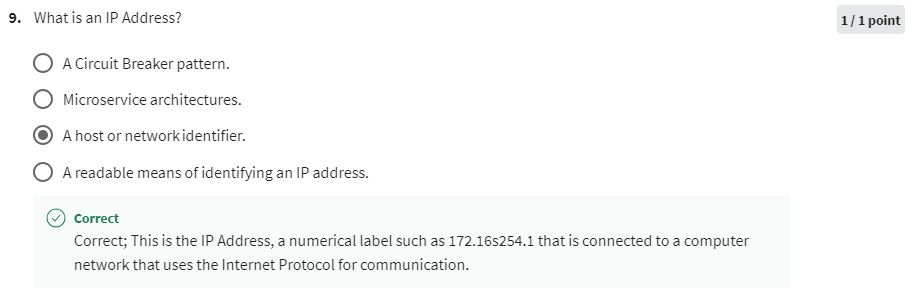 9. What is an IP Address?
1 / 1 point
A Circuit Breaker pattern.
Microservice architectures.
A host or network identifier.
A readable means of identifying an IP address.
Correct
Correct; This is the IP Address, a numerical label such as 172.16s254.1 that is connected to a computer
network that uses the Internet Protocol for communication.